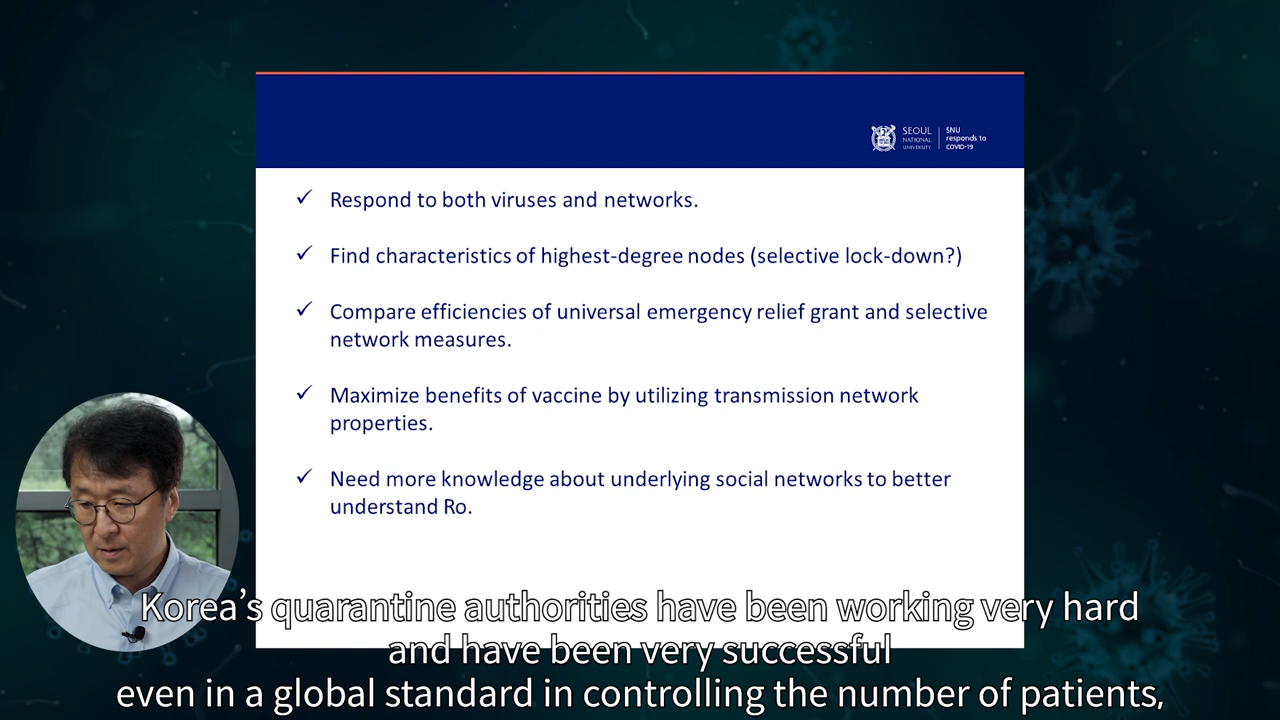 SEOUL
NATIONAL
UNIVERSITY
SNU
responds to
COVID-19
✓ Respond to both viruses and networks.
✓ Find characteristics of highest-degree nodes (selective lock-down?)
✓ Compare efficiencies of universal emergency relief grant and selective
network measures.
✓ Maximize benefits of vaccine by utilizing transmission network
properties.
✓ Need more knowledge about underlying social networks to better
understand Ro.
Korea’s quarantine authorities have been working very hard
and have been very successful
even in a global standard in controlling the number of patients,